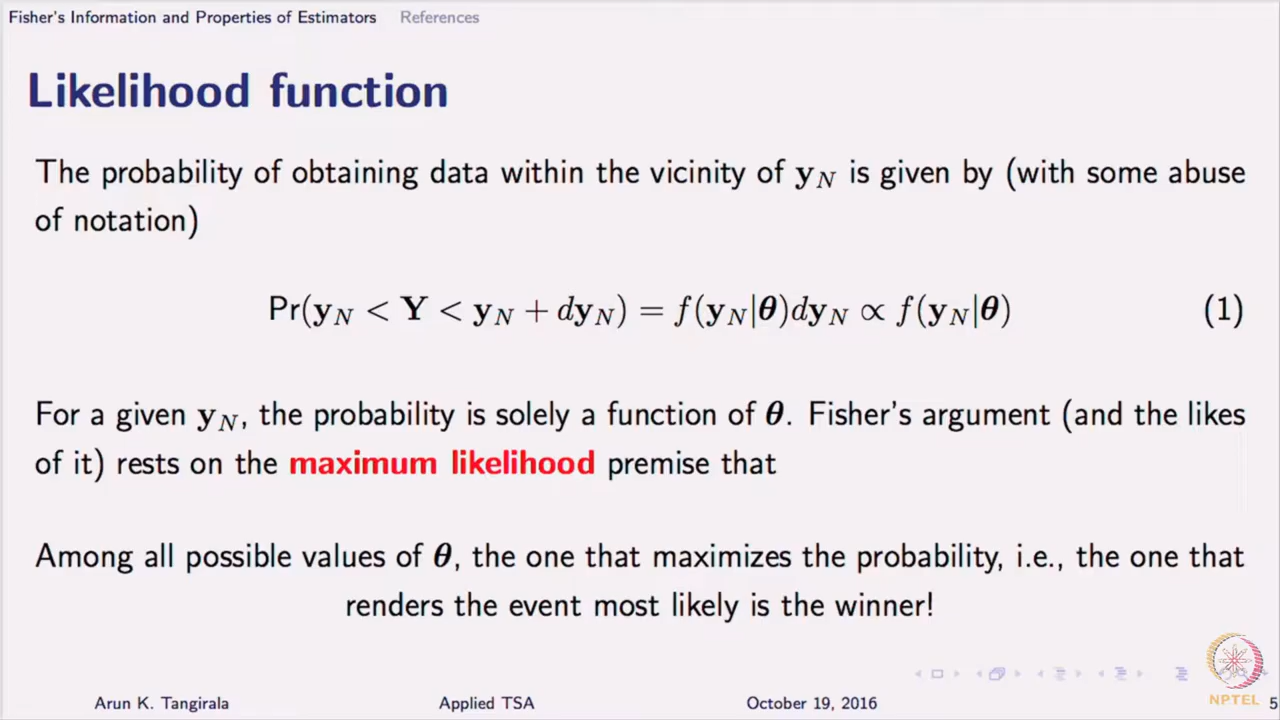 Fisher's Information and Properties of Estimators References
Likelihood function
The probability of obtaining data within the vicinity of y_N is given by (with some abuse
of notation)
Pr(y_N < Y < y_N + dy_N) = f(y_N|θ)dy_N ∝ f(y_N|θ) (1)
For a given y_N, the probability is solely a function of θ. Fisher's argument (and the likes
of it) rests on the maximum likelihood premise that
Among all possible values of θ, the one that maximizes the probability, i.e., the one that
renders the event most likely is the winner!
Arun K. Tangirala Applied TSA October 19, 2016 5
NPTEL